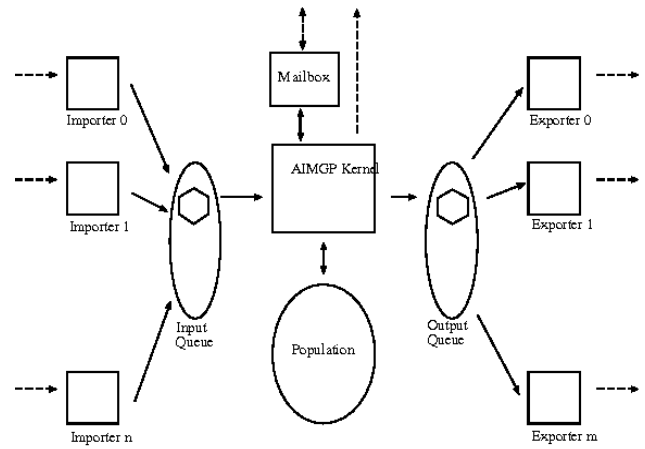 Mailbox
Importer 0
Exporter 0
AIMGP Kernel
Importer 1
Exporter 1
Input
Queue
Output
Queue
Population
Importer n
Exporter m